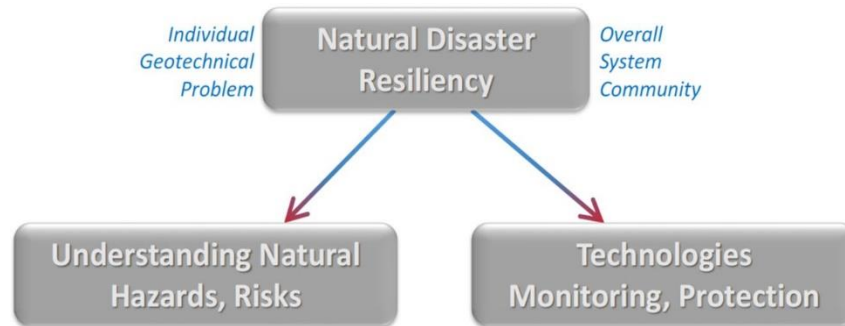 Individual
Geotechnical
Problem
Natural Disaster
Resiliency
Overall
System
Community
Understanding Natural
Hazards, Risks
Technologies
Monitoring, Protection